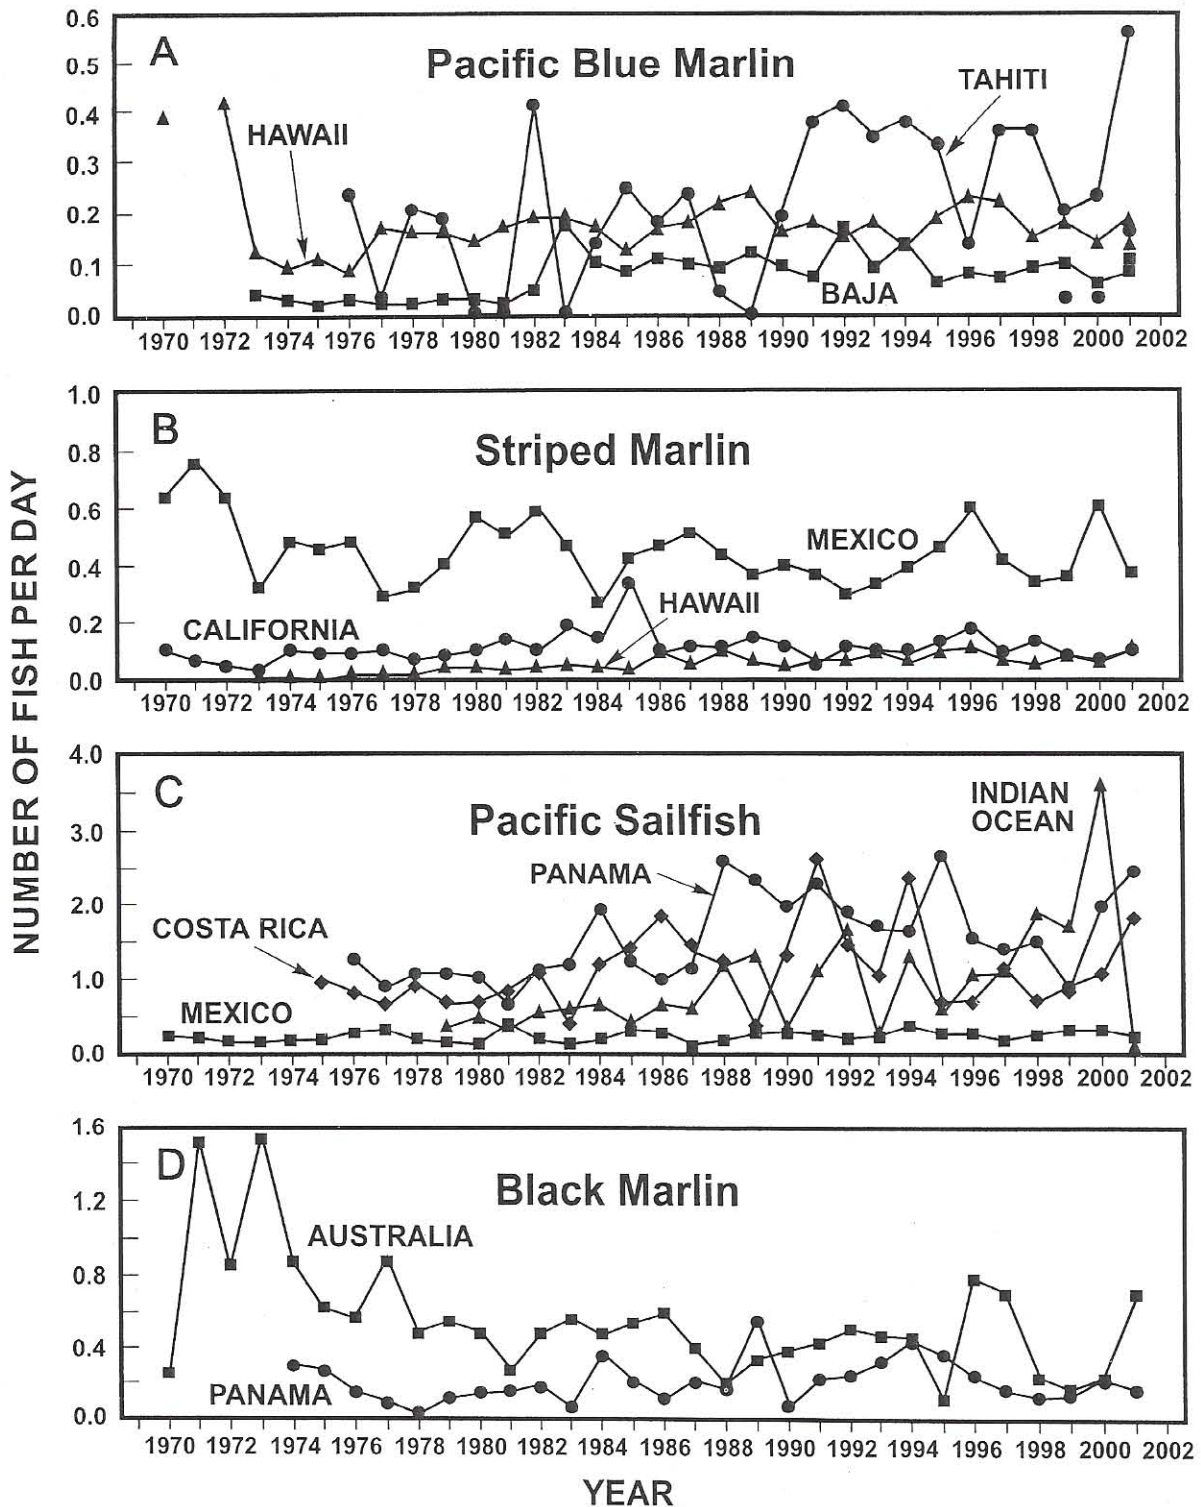 NUMBER OF FISH PER DAY
A
Pacific Blue Marlin
0.6
0.5
0.4
0.3
0.2
0.1
0.0
HAWAII
TAHITI
BAJA
1970 1972 1974 1976 1978 1980 1982 1984 1986 1988 1990 1992 1994 1996 1998 2000 2002
B
Striped Marlin
1.0
0.8
0.6
0.4
0.2
0.0
MEXICO
HAWAII
CALIFORNIA
1970 1972 1974 1976 1978 1980 1982 1984 1986 1988 1990 1992 1994 1996 1998 2000 2002
C
Pacific Sailfish
4.0
3.0
2.0
1.0
0.0
INDIAN
OCEAN
PANAMA
COSTA RICA
MEXICO
1970 1972 1974 1976 1978 1980 1982 1984 1986 1988 1990 1992 1994 1996 1998 2000 2002
D
Black Marlin
1.6
1.2
0.8
0.4
0.0
AUSTRALIA
PANAMA
1970 1972 1974 1976 1978 1980 1982 1984 1986 1988 1990 1992 1994 1996 1998 2000 2002
YEAR